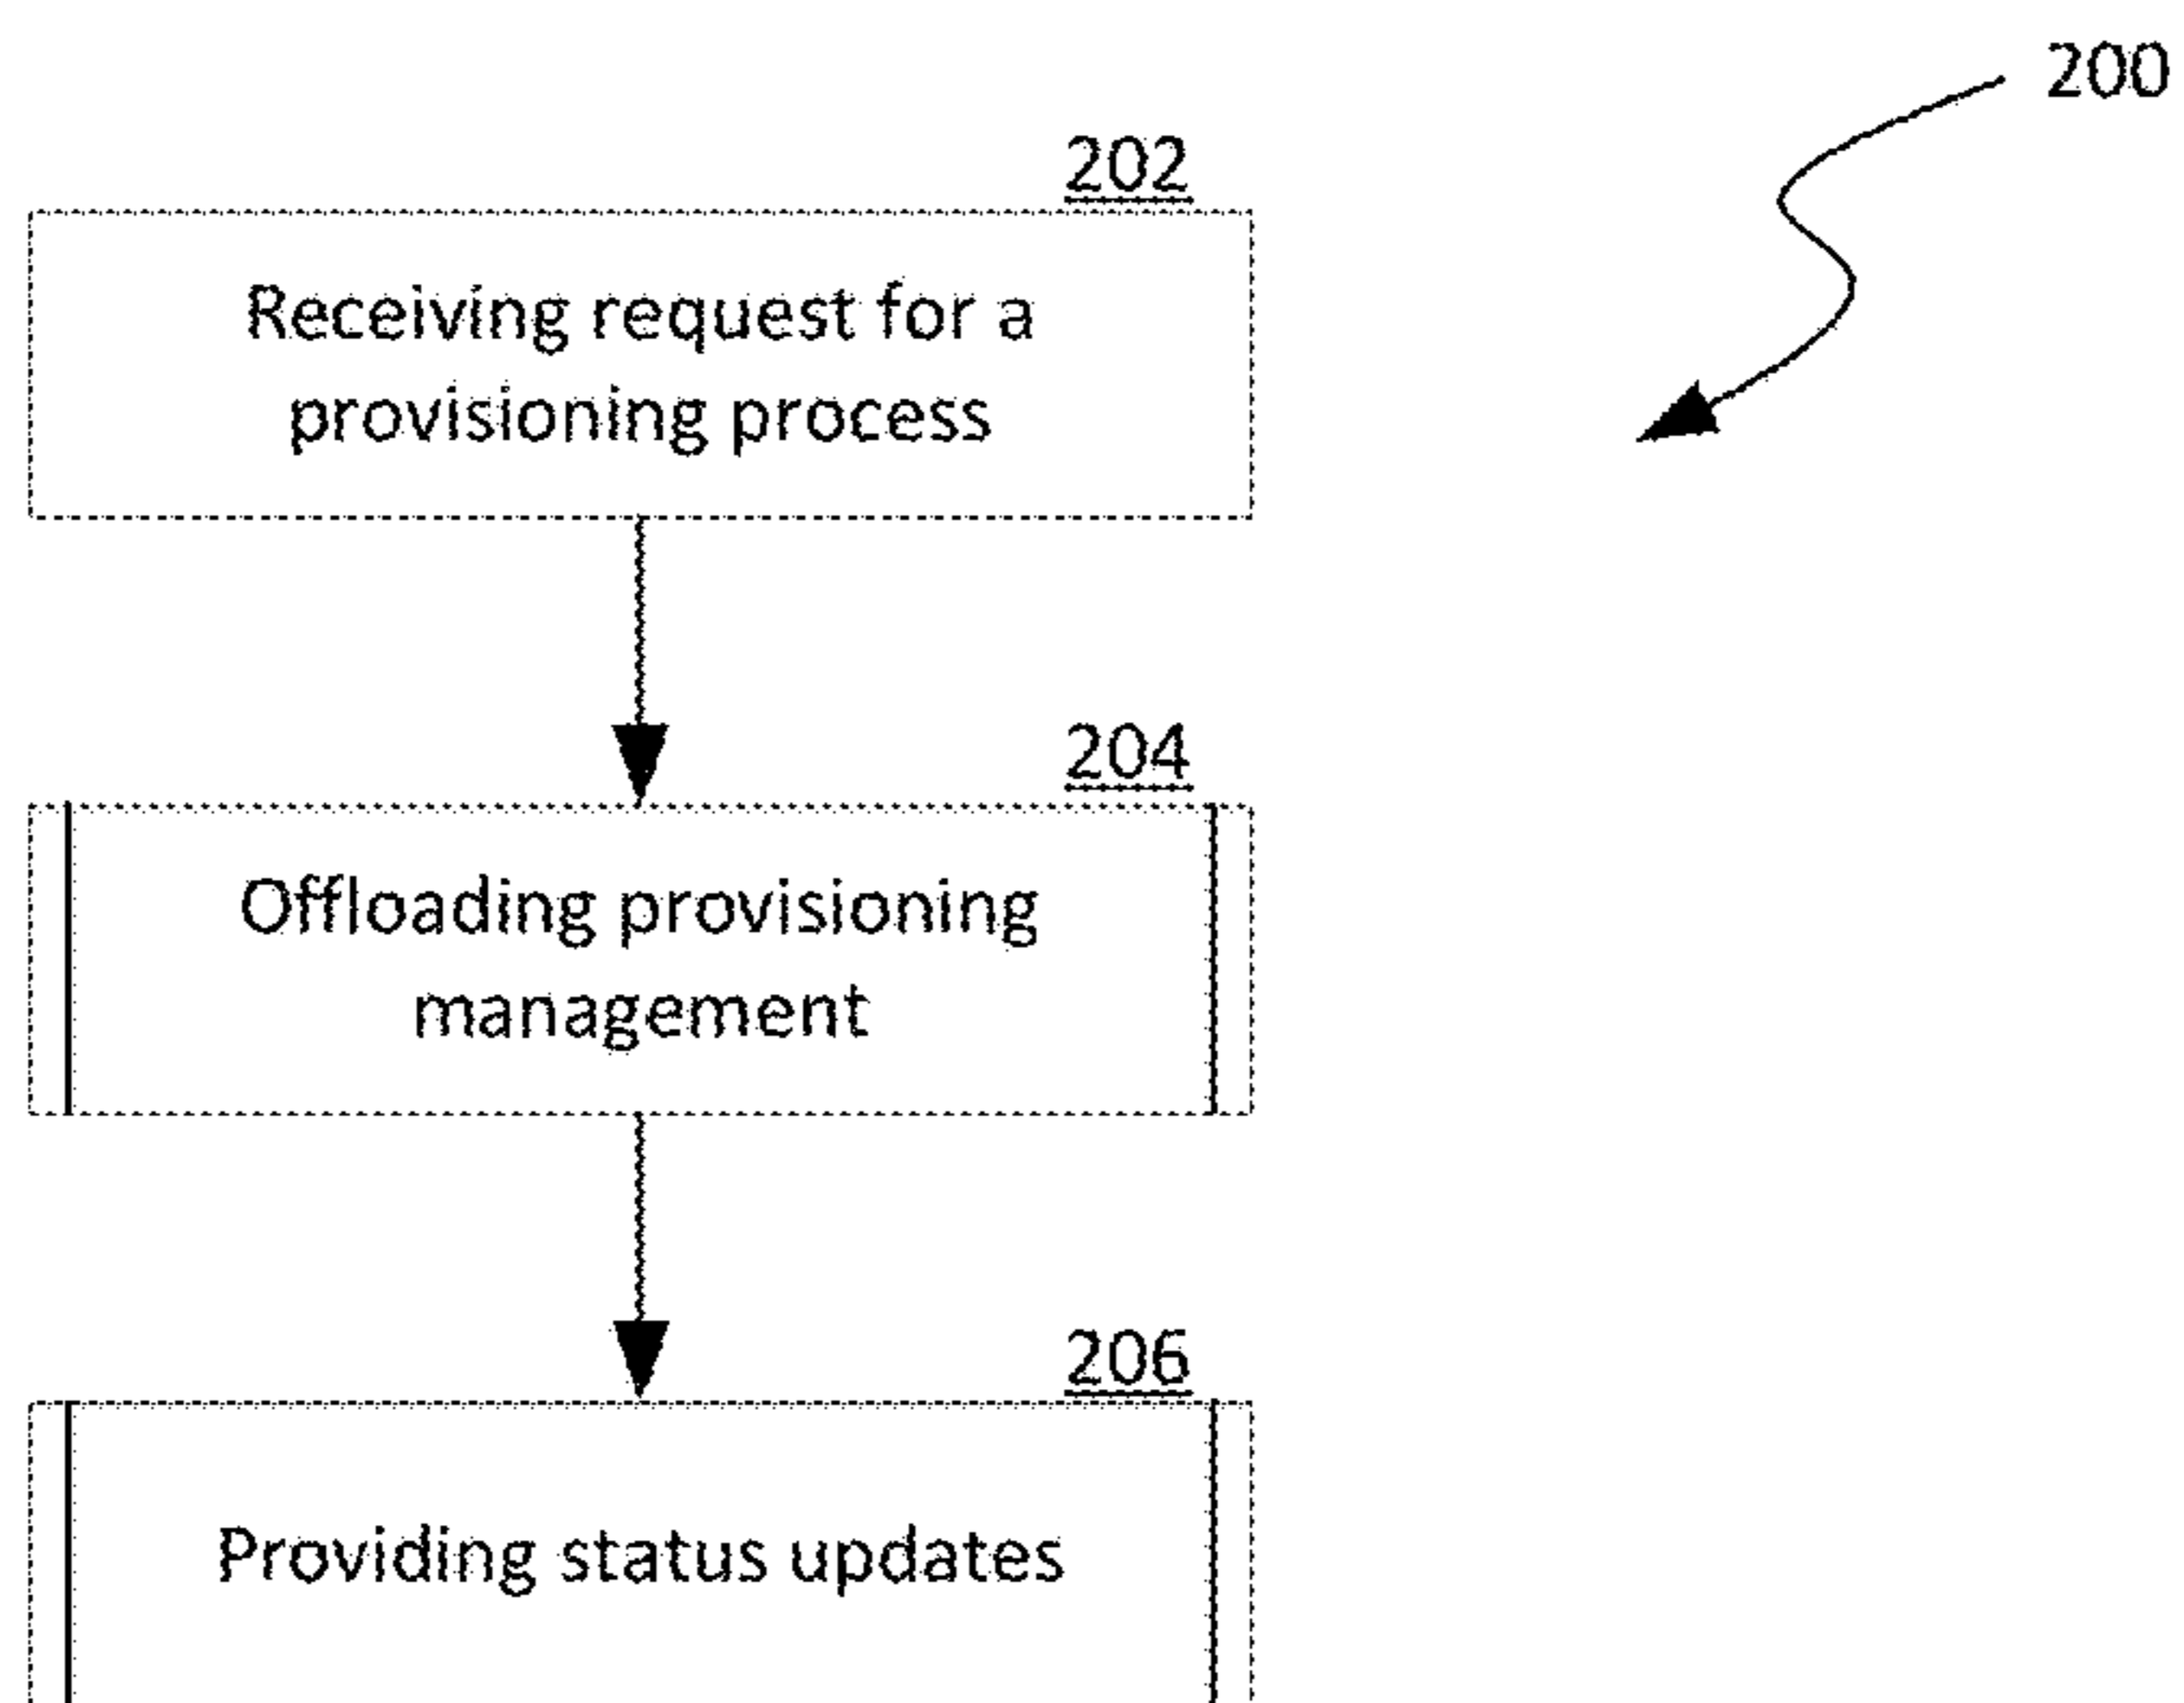 200
202
Receiving request for a
provisioning process
204
Offloading provisioning
management
206
Providing status updates